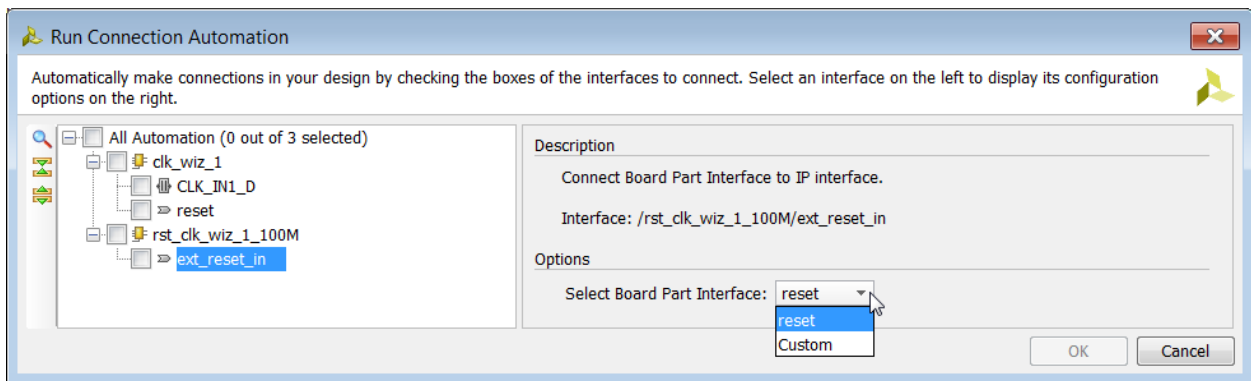 Run Connection Automation
Automatically make connections in your design by checking the boxes of the interfaces to connect. Select an interface on the left to display its configuration
options on the right.
All Automation (0 out of 3 selected)
clk_wiz_1
CLK_IN1_D
reset
rst_clk_wiz_1_100M
ext_reset_in
Description
Connect Board Part Interface to IP interface.
Interface: /rst_clk_wiz_1_100M/ext_reset_in
Options
Select Board Part Interface: reset
reset
Custom
OK Cancel